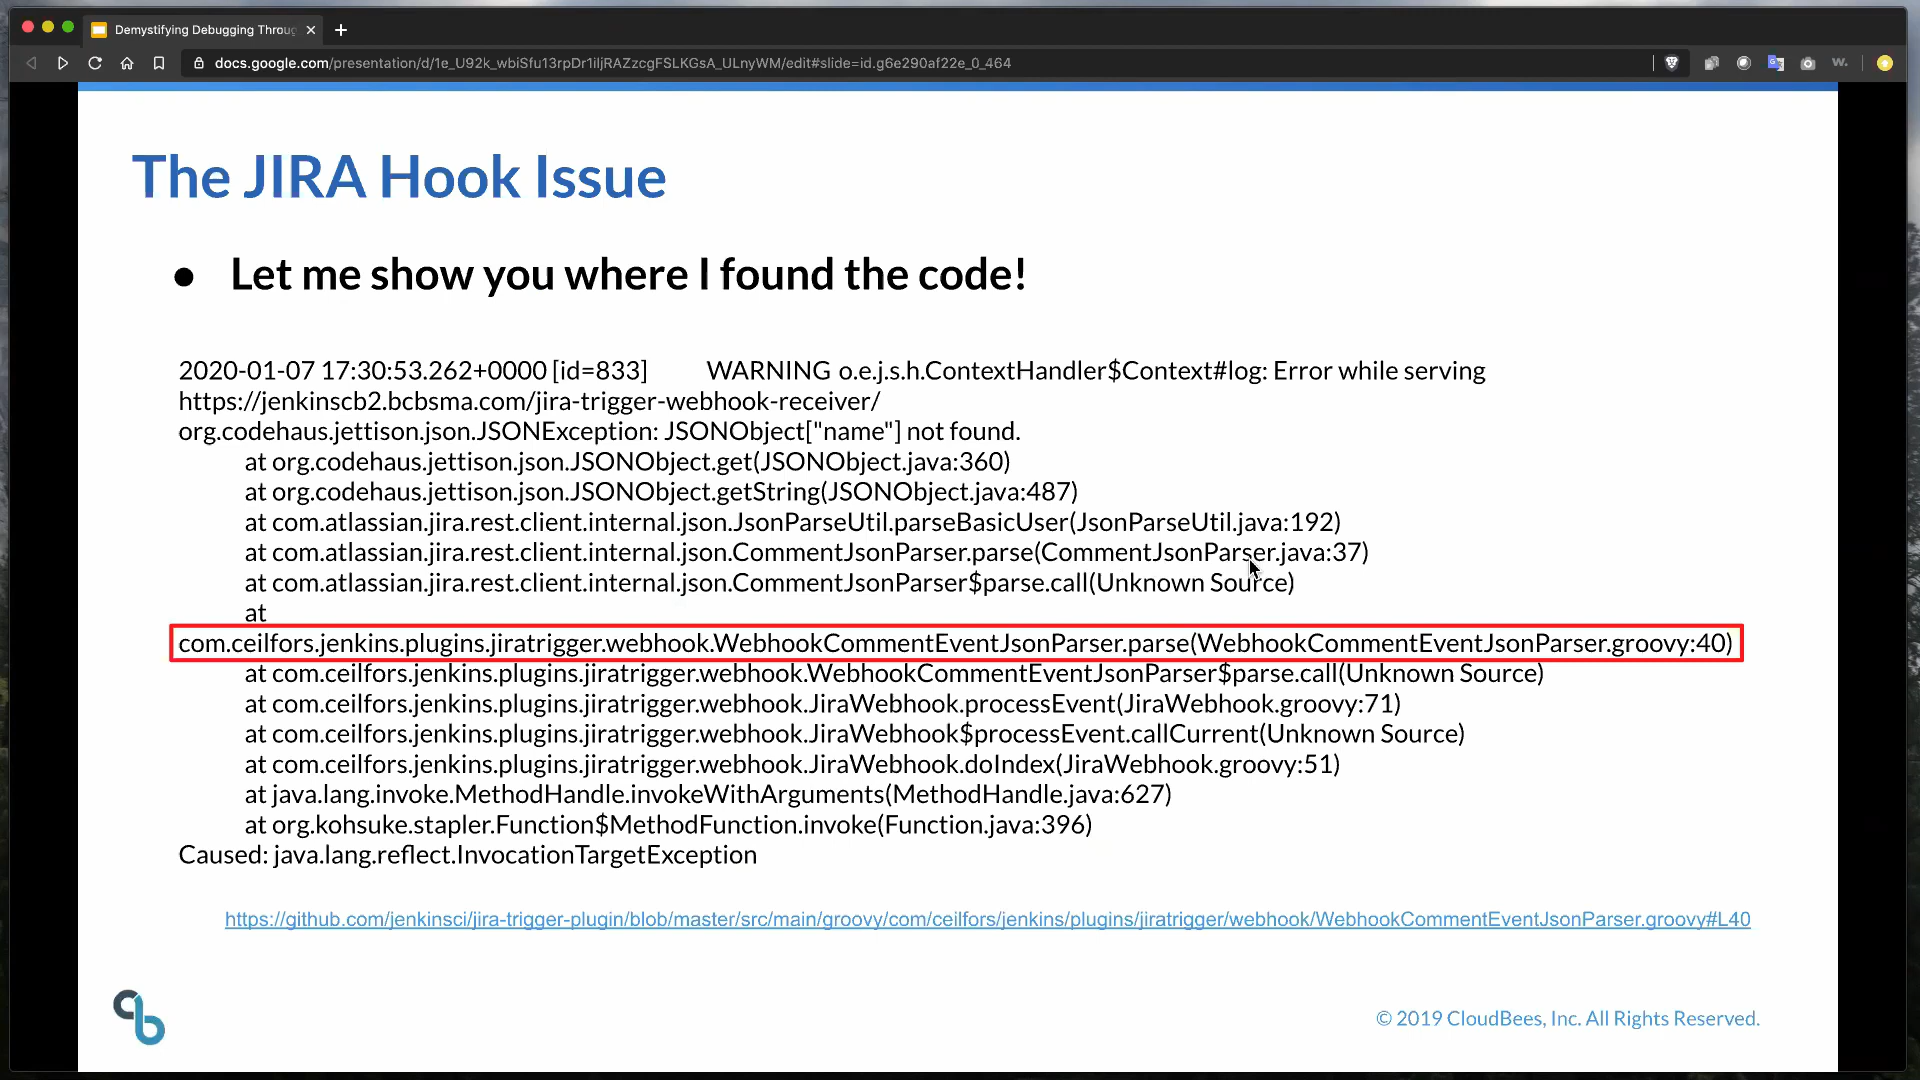 Demystifying Debugging Throu
docs.google.com/presentation/d/1e_U92k_wbiSfu13rpDr1iljRAZzcgFSLKGsA_ULnyWM/edit#slide=id.g6e290af22e_0_464
The JIRA Hook Issue
● Let me show you where I found the code!
2020-01-07 17:30:53.262+0000 [id=833] WARNING o.e.j.s.h.ContextHandler$Context#log: Error while serving
https://jenkinscb2.bcbsma.com/jira-trigger-webhook-receiver/
org.codehaus.jettison.json.JSONException: JSONObject["name"] not found.
at org.codehaus.jettison.json.JSONObject.get(JSONObject.java:360)
at org.codehaus.jettison.json.JSONObject.getString(JSONObject.java:487)
at com.atlassian.jira.rest.client.internal.json.JsonParseUtil.parseBasicUser(JsonParseUtil.java:192)
at com.atlassian.jira.rest.client.internal.json.CommentJsonParser.parse(CommentJsonParser.java:37)
at com.atlassian.jira.rest.client.internal.json.CommentJsonParser$parse.call(Unknown Source)
at
com.ceilfors.jenkins.plugins.jiratrigger.webhook.WebhookCommentEventJsonParser.parse(WebhookCommentEventJsonParser.groovy:40)
at com.ceilfors.jenkins.plugins.jiratrigger.webhook.WebhookCommentEventJsonParser$parse.call(Unknown Source)
at com.ceilfors.jenkins.plugins.jiratrigger.webhook.JiraWebhook.processEvent(JiraWebhook.groovy:71)
at com.ceilfors.jenkins.plugins.jiratrigger.webhook.JiraWebhook$processEvent.callCurrent(Unknown Source)
at com.ceilfors.jenkins.plugins.jiratrigger.webhook.JiraWebhook.doIndex(JiraWebhook.groovy:51)
at java.lang.invoke.MethodHandle.invokeWithArguments(MethodHandle.java:627)
at org.kohsuke.stapler.Function$MethodFunction.invoke(Function.java:396)
Caused: java.lang.reflect.InvocationTargetException
https://github.com/jenkinsci/jira-trigger-plugin/blob/master/src/main/groovy/com/ceilfors/jenkins/plugins/jiratrigger/webhook/WebhookCommentEventJsonParser.groovy#L40
© 2019 CloudBees, Inc. All Rights Reserved.